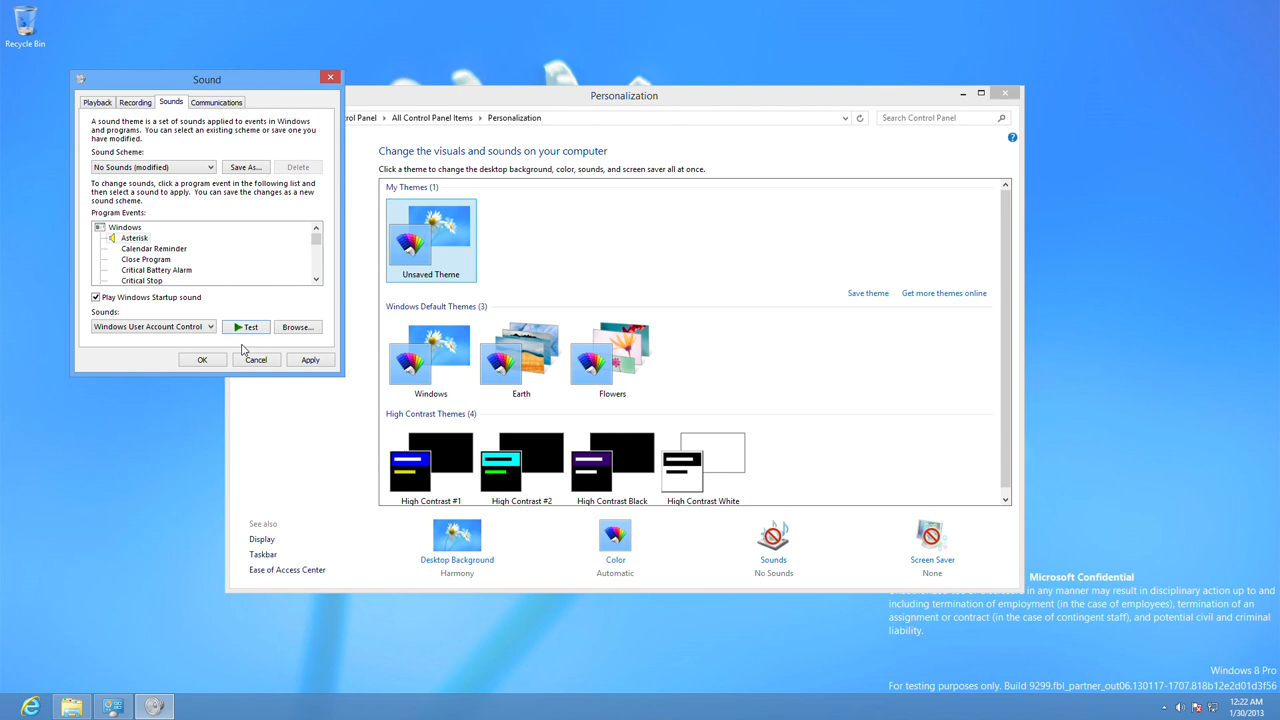 Recycle Bin
Sound
Playback
Recording
Sounds
Communications
A sound theme is a set of sounds applied to events in Windows
and programs. You can select an existing scheme or save one you
have modified.
Sound Scheme:
No Sounds (modified)
Save As...
Delete
To change sounds, click a program event in the following list and
then select a sound to apply. You can save the changes as a new
sound scheme.
Program Events:
Windows
Asterisk
Calendar Reminder
Close Program
Critical Battery Alarm
Critical Stop
Play Windows Startup sound
Sounds:
Windows User Account Control
Test
Browse...
OK
Cancel
Apply
Personalization
rol Panel
All Control Panel Items
Personalization
Search Control Panel
Change the visuals and sounds on your computer
Click a theme to change the desktop background, color, sounds, and screen saver all at once.
My Themes (1)
Unsaved Theme
Save theme
Get more themes online
Windows Default Themes (3)
Windows
Earth
Flowers
High Contrast Themes (4)
High Contrast #1
High Contrast #2
High Contrast Black
High Contrast White
See also
Display
Taskbar
Ease of Access Center
Desktop Background
Harmony
Color
Automatic
Sounds
No Sounds
Screen Saver
None
Microsoft Confidential
in any manner may result in disciplinary action up to and
including termination of employment (in the case of employees), termination of an
assignment or contract (in the case of contingent staff), and potential civil and criminal
liability.
Windows 8 Pro
For testing purposes only. Build 9299.fbl_partner_out06.130117-1707.818b12e2d01d3f56
12:22 AM
1/30/2013